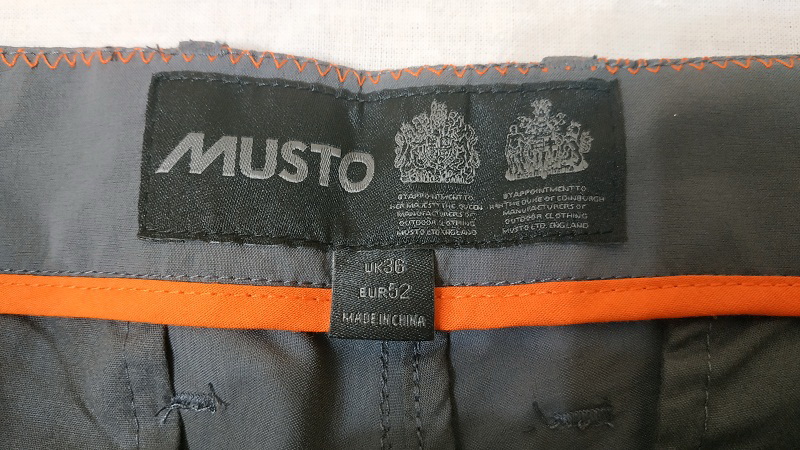 MUSTO
BY APPOINTMENT TO
HER MAJESTY THE QUEEN
MANUFACTURERS OF
OUTDOOR CLOTHING
MUSTO LTD ENGLAND
BY APPOINTMENT TO
HRH THE DUKE OF EDINBURGH
MANUFACTURERS OF
OUTDOOR CLOTHING
MUSTO LTD ENGLAND
UK36
EUR52
MADE IN CHINA